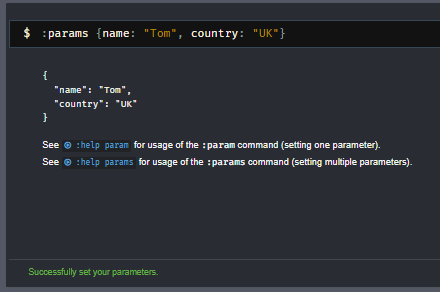 $ :params {name: "Tom", country: "UK"}
{
"name": "Tom",
"country": "UK"
}
See :help param for usage of the :param command (setting one parameter).
See :help params for usage of the :params command (setting multiple parameters).
Successfully set your parameters.